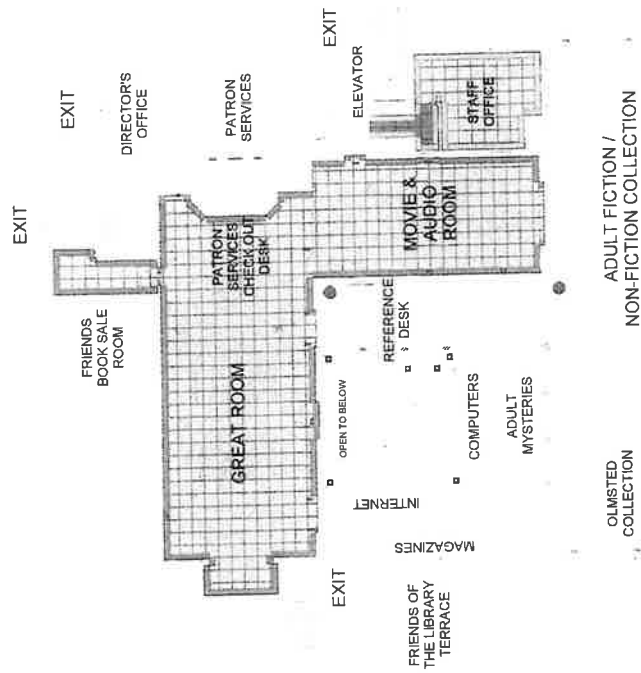 EXIT
EXIT
DIRECTOR'S
OFFICE
PATRON
SERVICES
EXIT
ELEVATOR
STAFF
OFFICE
FRIENDS
BOOK SALE
ROOM
PATRON
SERVICES
CHECK OUT
DESK
GREAT ROOM
MOVIE &
AUDIO
ROOM
REFERENCE
DESK
OPEN TO BELOW
COMPUTERS
ADULT
MYSTERIES
INTERNET
MAGAZINES
EXIT
FRIENDS OF
THE LIBRARY
TERRACE
OLMSTED
COLLECTION
ADULT FICTION /
NON-FICTION COLLECTION